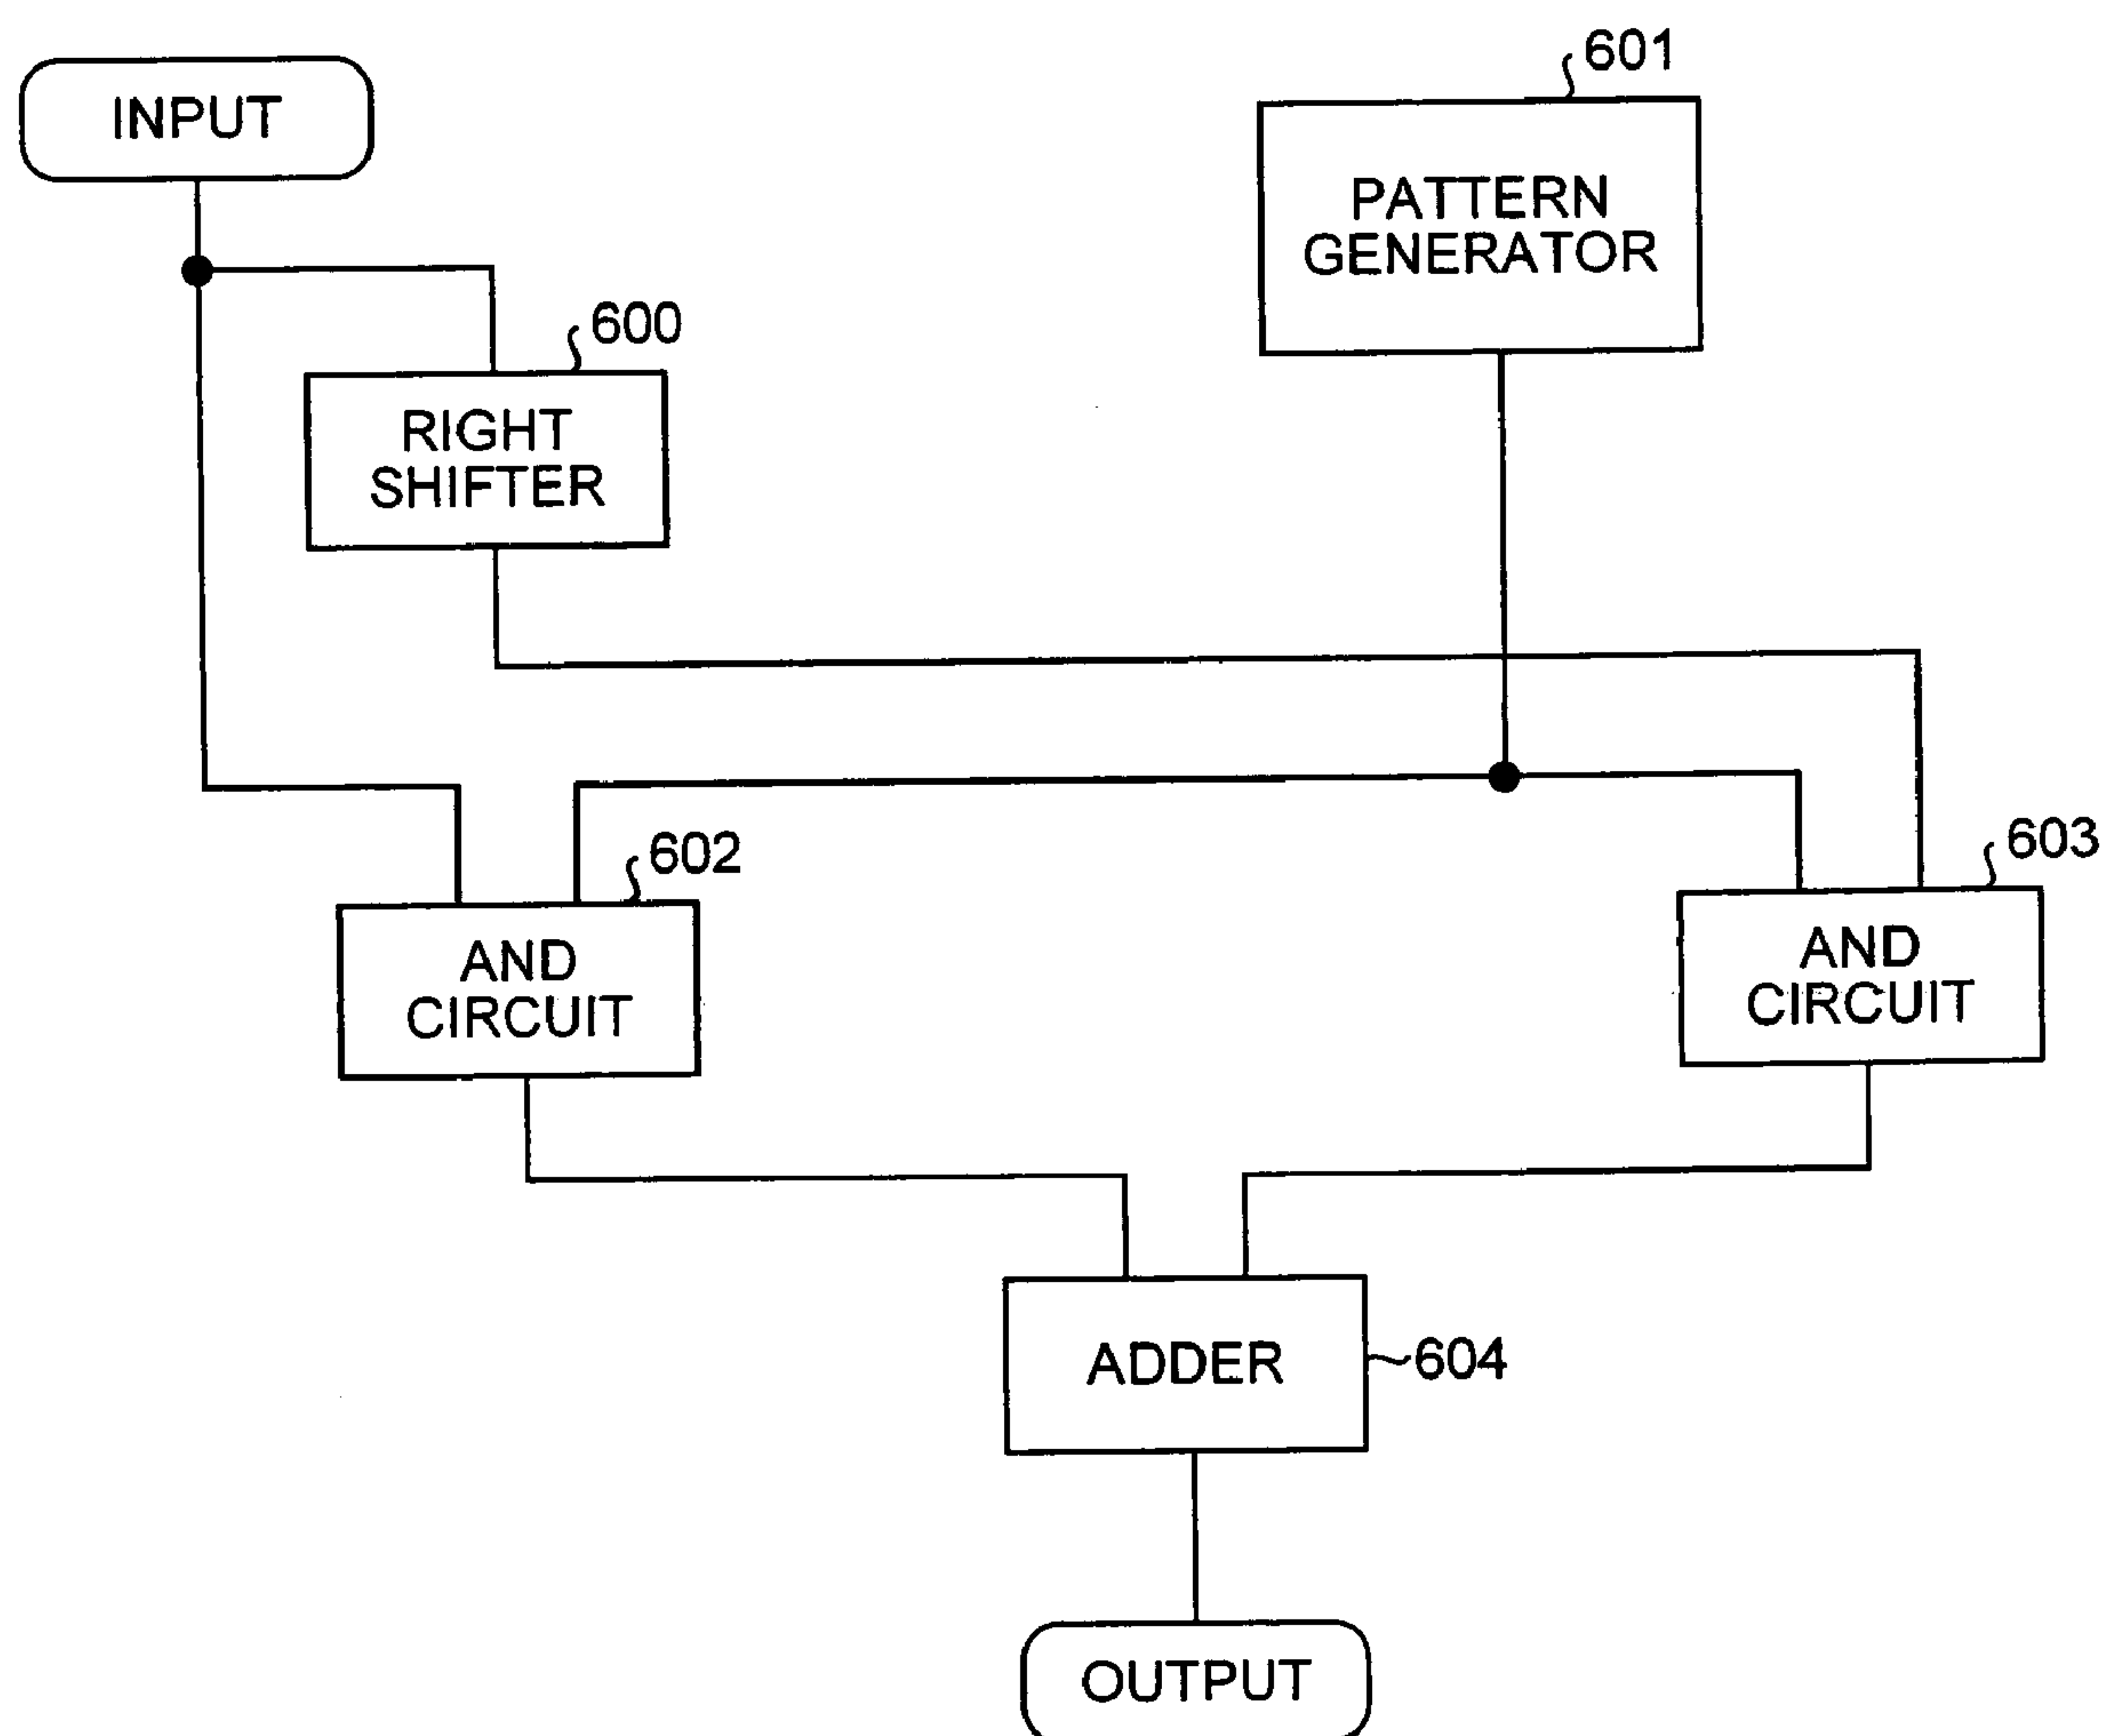 601
INPUT
PATTERN
GENERATOR
600
RIGHT
SHIFTER
602
603
AND
CIRCUIT
AND
CIRCUIT
ADDER
604
OUTPUT